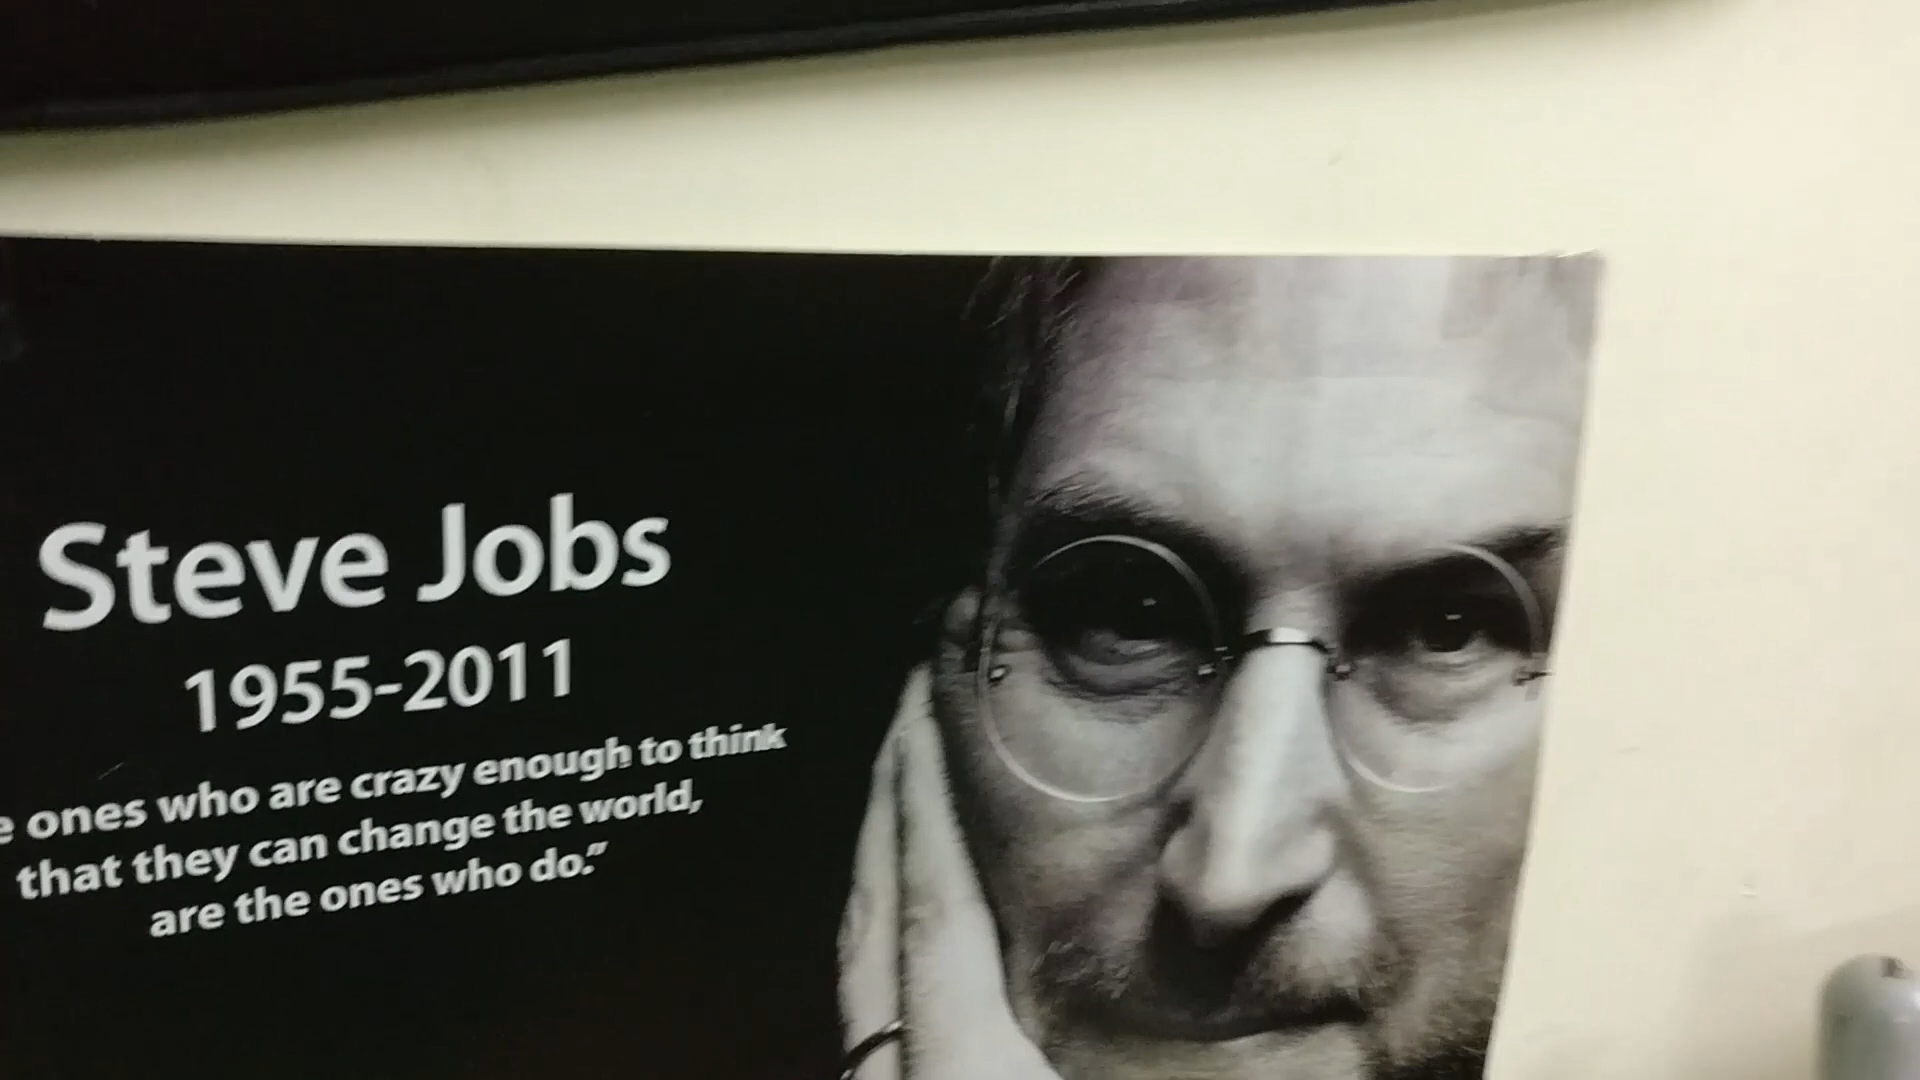 Steve Jobs
1955-2011
ones who are crazy enough to think
that they can change the world,
are the ones who do."